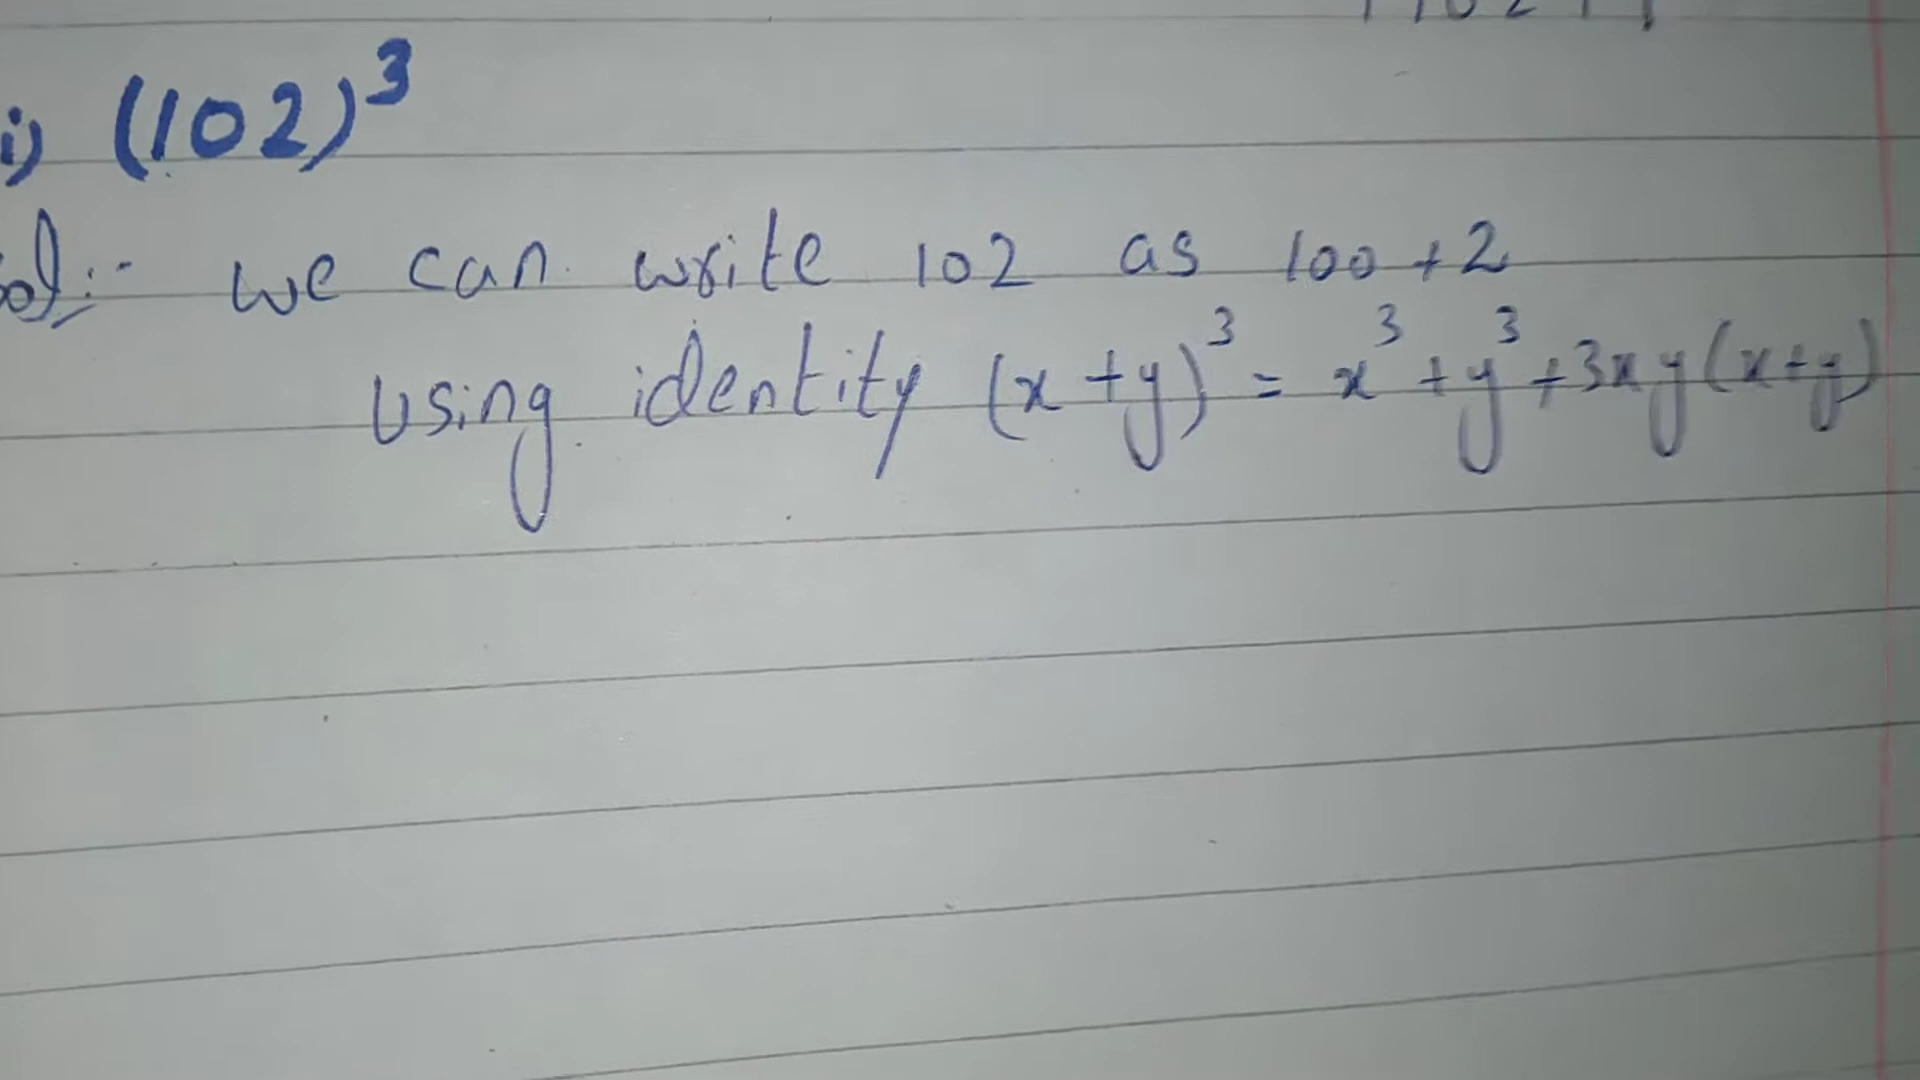 i) (102)³
Sol:- we can write 102 as 100 + 2
Using identity (x + y)³ = x³ + y³ + 3xy(x+y)